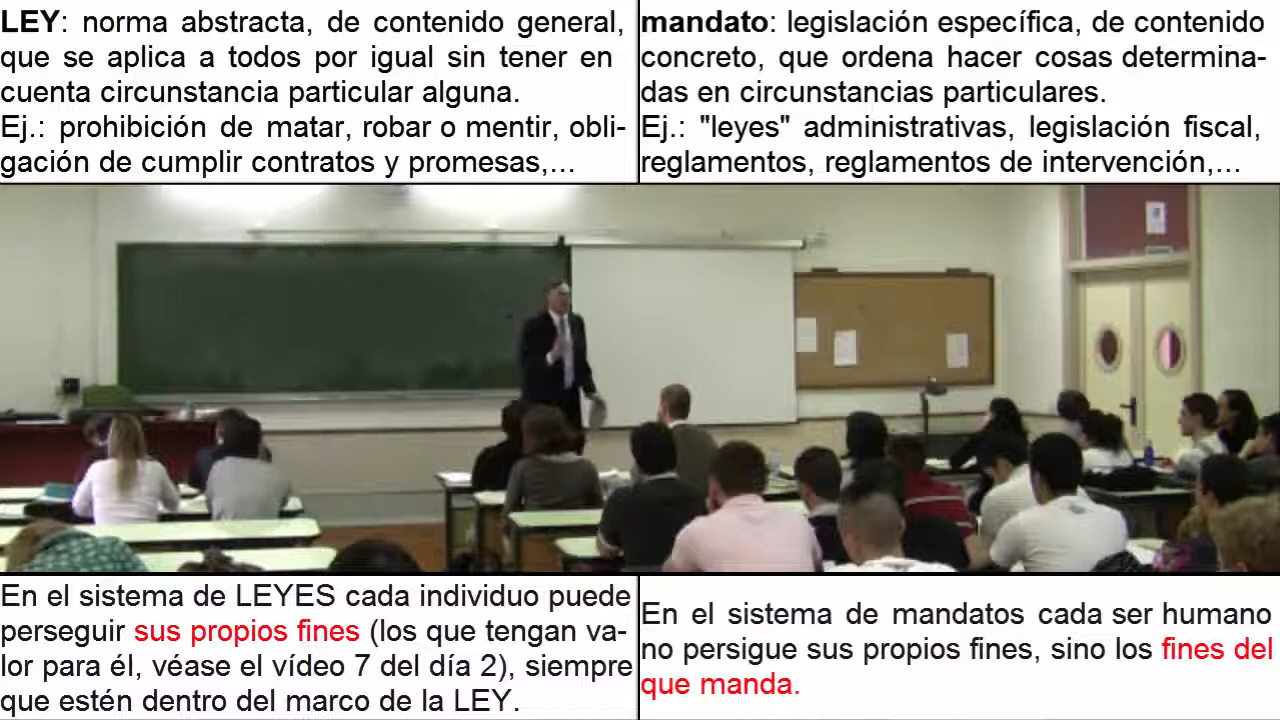 LEY: norma abstracta, de contenido general,
que se aplica a todos por igual sin tener en
cuenta circunstancia particular alguna.
Ej.: prohibición de matar, robar o mentir, obli-
gación de cumplir contratos y promesas,...
mandato: legislación específica, de contenido
concreto, que ordena hacer cosas determina-
das en circunstancias particulares.
Ej.: "leyes" administrativas, legislación fiscal,
reglamentos, reglamentos de intervención,...
En el sistema de LEYES cada individuo puede
perseguir sus propios fines (los que tengan va-
lor para él, véase el vídeo 7 del día 2), siempre
que estén dentro del marco de la LEY.
En el sistema de mandatos cada ser humano
no persigue sus propios fines, sino los fines del
que manda.